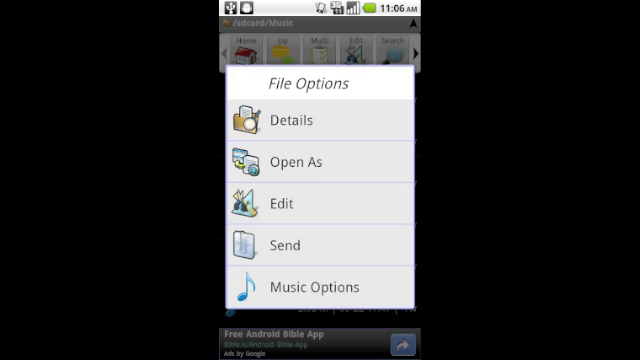 11:06 AM
/sdcard/Music
Home Up Multi Edit Search
File Options
Details
Open As
Edit
Send
Music Options
Free Android Bible App
Bible.is/Android-Bible-App
Ads by Google